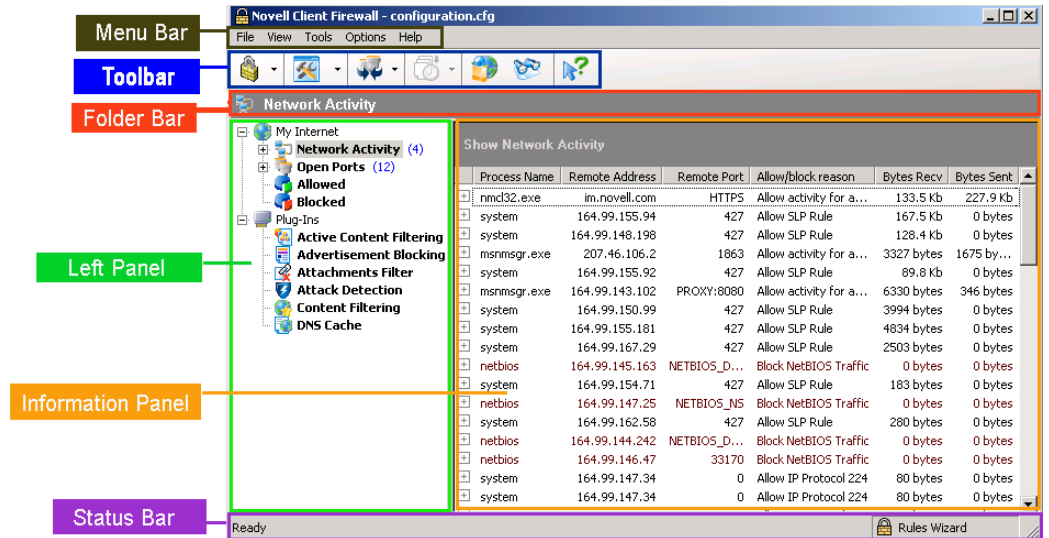 Novell Client Firewall - configuration.cfg
Menu Bar
File View Tools Options Help
Toolbar
Folder Bar
Network Activity
Left Panel
Information Panel
My Internet
Network Activity (4)
Open Ports (12)
Allowed
Blocked
Plug-Ins
Active Content Filtering
Advertisement Blocking
Attachments Filter
Attack Detection
Content Filtering
DNS Cache
Show Network Activity
Process Name Remote Address Remote Port Allow/block reason Bytes Recv Bytes Sent
nmcl32.exe im.novell.com HTTPS Allow activity for a... 133.5 Kb 227.9 Kb
system 164.99.155.94 427 Allow SLP Rule 167.5 Kb 0 bytes
system 164.99.148.198 427 Allow SLP Rule 128.4 Kb 0 bytes
msnmsgr.exe 207.46.106.2 1863 Allow activity for a... 3327 bytes 1675 by...
system 164.99.155.92 427 Allow SLP Rule 89.8 Kb 0 bytes
msnmsgr.exe 164.99.143.102 PROXY:8080 Allow activity for a... 6330 bytes 346 bytes
system 164.99.150.99 427 Allow SLP Rule 3994 bytes 0 bytes
system 164.99.155.181 427 Allow SLP Rule 4834 bytes 0 bytes
system 164.99.167.29 427 Allow SLP Rule 2503 bytes 0 bytes
netbios 164.99.145.163 NETBIOS_D... Block NetBIOS Traffic 0 bytes 0 bytes
system 164.99.154.71 427 Allow SLP Rule 183 bytes 0 bytes
netbios 164.99.147.25 NETBIOS_NS Block NetBIOS Traffic 0 bytes 0 bytes
system 164.99.162.58 427 Allow SLP Rule 280 bytes 0 bytes
netbios 164.99.144.242 NETBIOS_D... Block NetBIOS Traffic 0 bytes 0 bytes
netbios 164.99.146.47 33170 Block NetBIOS Traffic 0 bytes 0 bytes
system 164.99.147.34 0 Allow IP Protocol 224 80 bytes 0 bytes
system 164.99.147.34 0 Allow IP Protocol 224 80 bytes 0 bytes
Status Bar
Ready
Rules Wizard